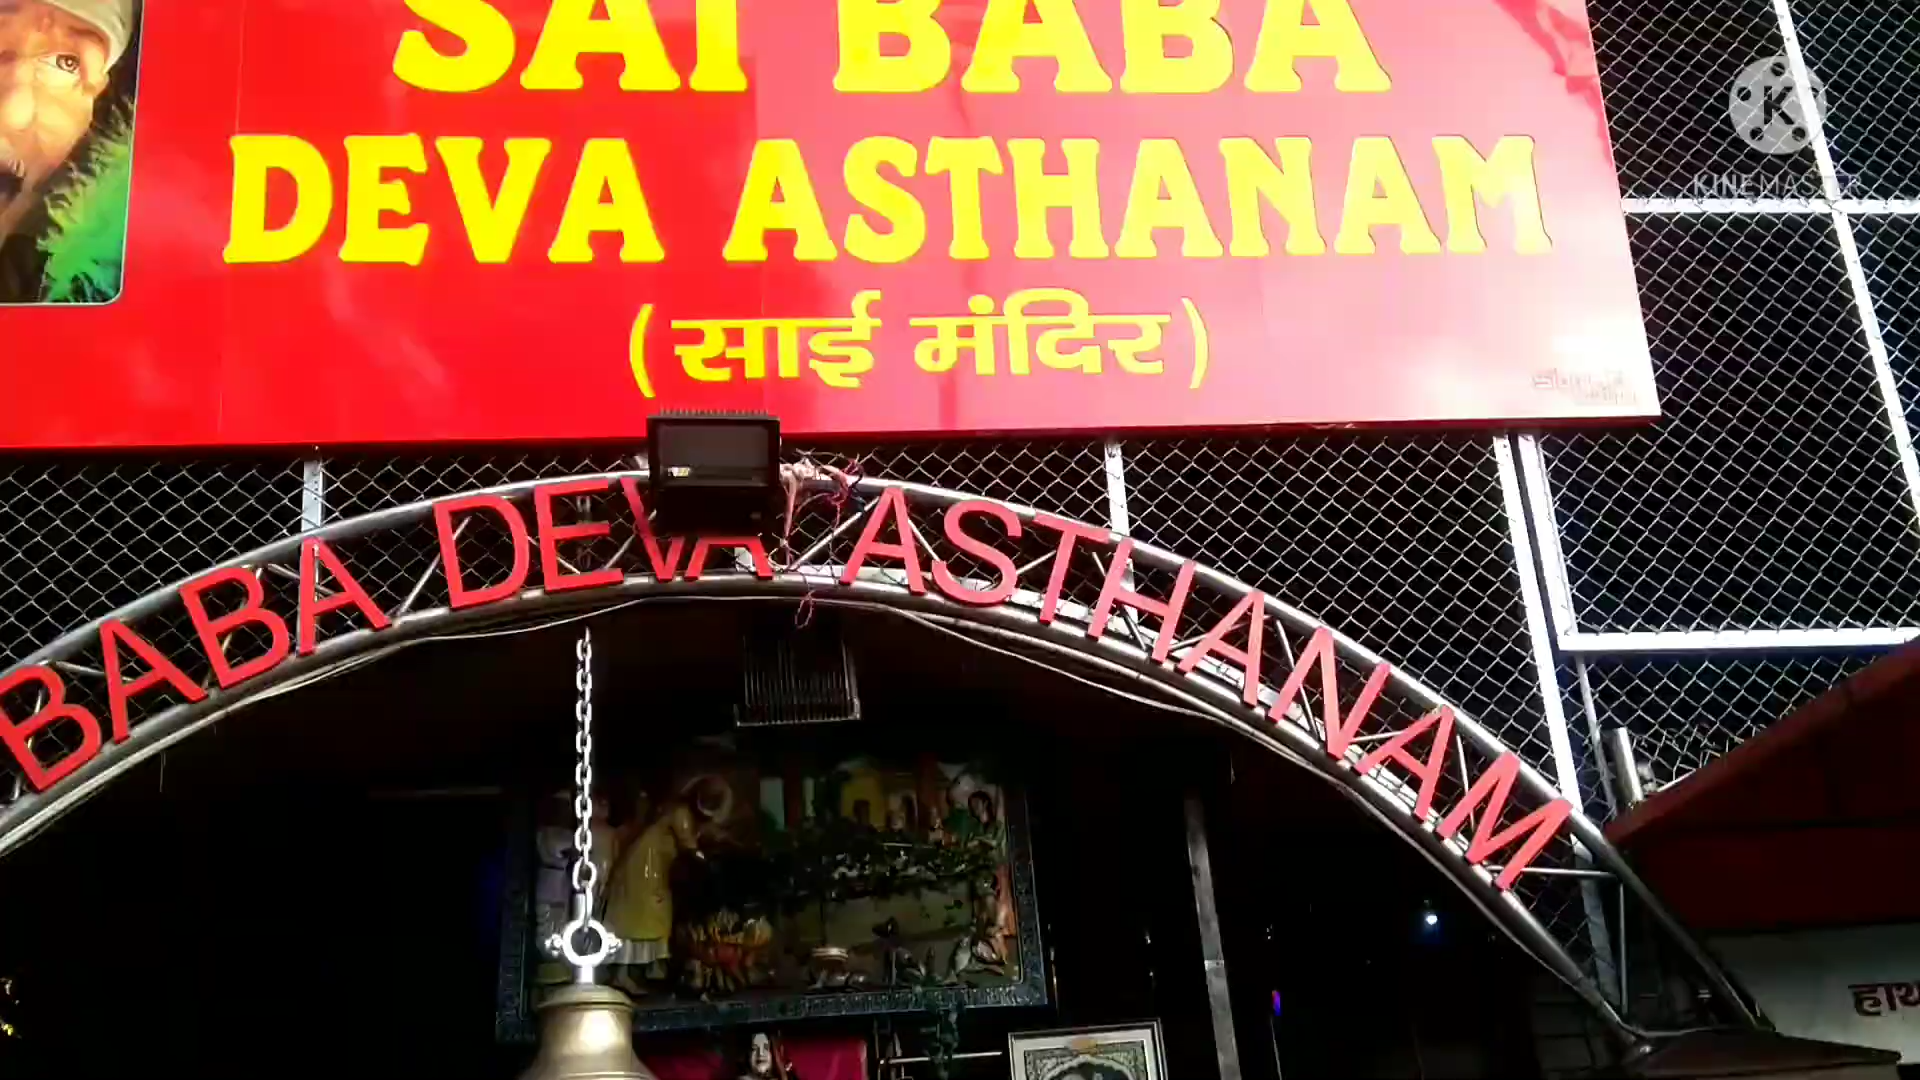 SAI BABA
DEVA ASTHANAM
(साई मंदिर)
BABA DEVA ASTHANAM
KINEMASTER